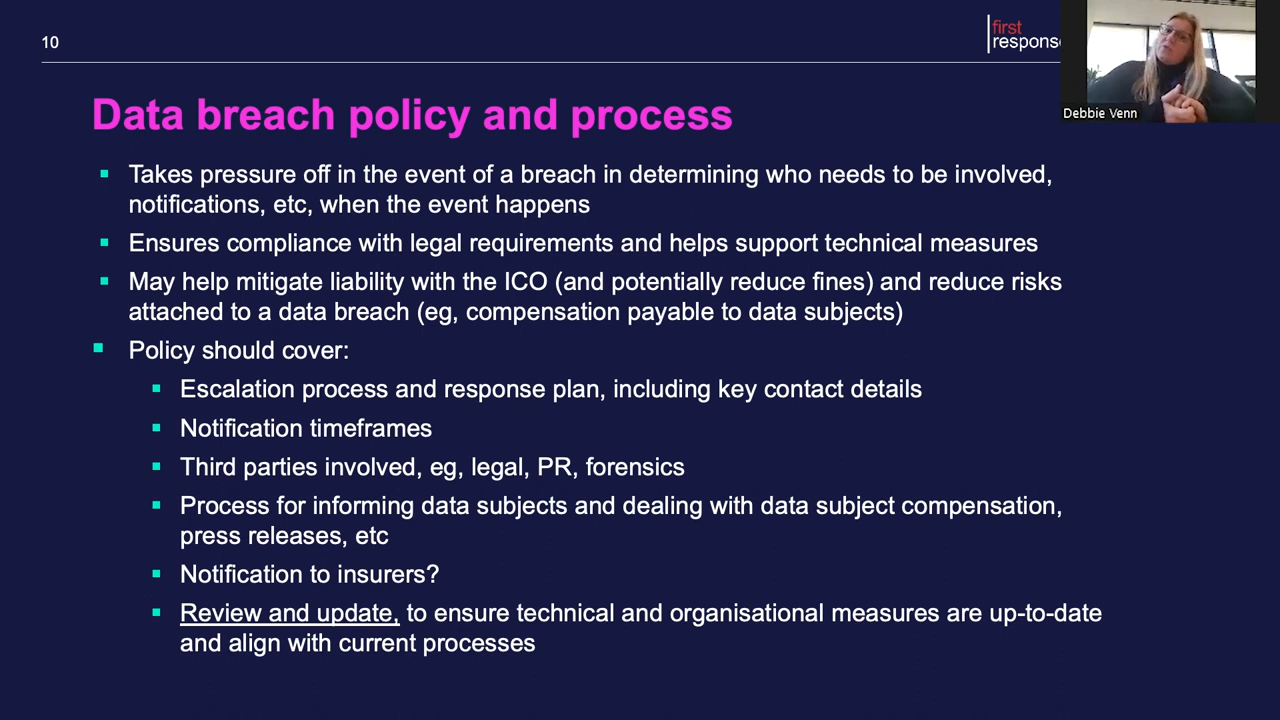 10
first
response
Debbie Venn
Data breach policy and process
Takes pressure off in the event of a breach in determining who needs to be involved,
notifications, etc, when the event happens
Ensures compliance with legal requirements and helps support technical measures
May help mitigate liability with the ICO (and potentially reduce fines) and reduce risks
attached to a data breach (eg, compensation payable to data subjects)
Policy should cover:
Escalation process and response plan, including key contact details
Notification timeframes
Third parties involved, eg, legal, PR, forensics
Process for informing data subjects and dealing with data subject compensation,
press releases, etc
Notification to insurers?
Review and update, to ensure technical and organisational measures are up-to-date
and align with current processes